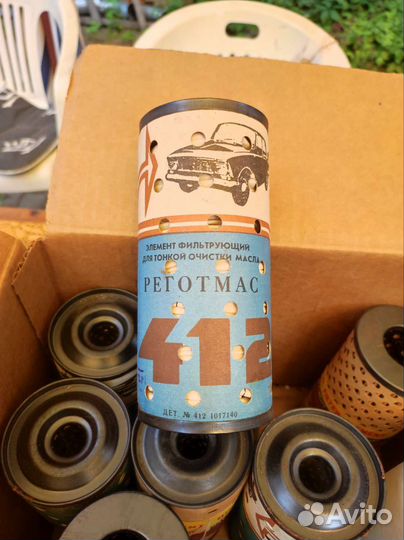 ЭЛЕМЕНТ ФИЛЬТРУЮЩИЙ
ДЛЯ ТОНКОЙ ОЧИСТКИ МАСЛА
РЕГОТМАС
412
ДЕТ. № 412 1017140
Avito